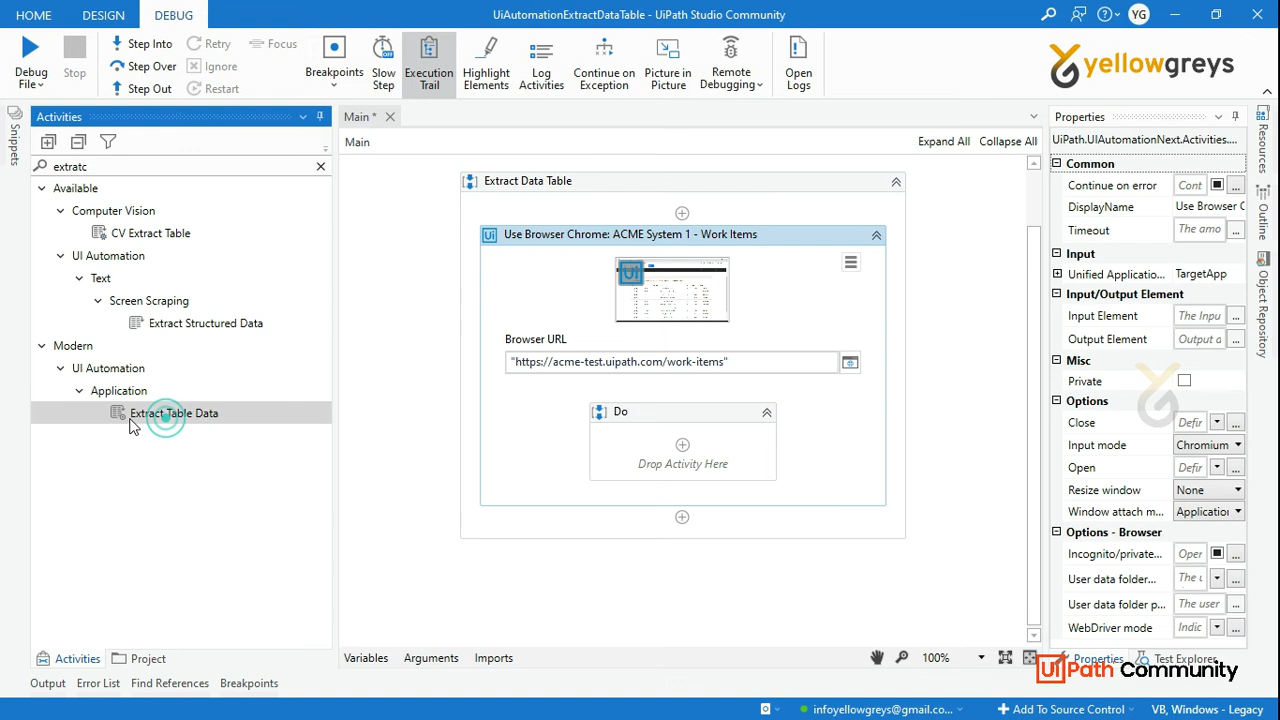 HOME DESIGN DEBUG UiAutomationExtractDataTable - UiPath Studio Community YG
Debug File Stop Step Into Step Over Step Out Retry Ignore Restart Focus Breakpoints Slow Step Execution Trail Highlight Elements Log Activities Continue on Exception Picture in Picture Remote Debugging Open Logs yellowgreys
Snippets
Activities
extratc
Available
Computer Vision
CV Extract Table
UI Automation
Text
Screen Scraping
Extract Structured Data
Modern
UI Automation
Application
Extract Table Data
Activities Project
Main *
Main Expand All Collapse All
Extract Data Table
Ui Use Browser Chrome: ACME System 1 - Work Items
Ui
Browser URL
"https://acme-test.uipath.com/work-items"
Do
Drop Activity Here
Variables Arguments Imports 100%
Properties
UiPath.UIAutomationNext.Activities....
Common
Continue on error Cont ...
DisplayName Use Browser C
Timeout The amo ...
Input
Unified Applicatio... TargetApp
Input/Output Element
Input Element The Inpu ...
Output Element Output a ...
Misc
Private
Options
Close Defir ...
Input mode Chromium
Open Defir ...
Resize window None
Window attach m... Application
Options - Browser
Incognito/private... Oper ...
User data folder... The u ...
User data folder p... The user ...
WebDriver mode Indic ...
Properties Test Explorer
UiPath Community
Resources
Outline
Object Repository
Output Error List Find References Breakpoints
infoyellowgreys@gmail.co... Add To Source Control VB, Windows - Legacy